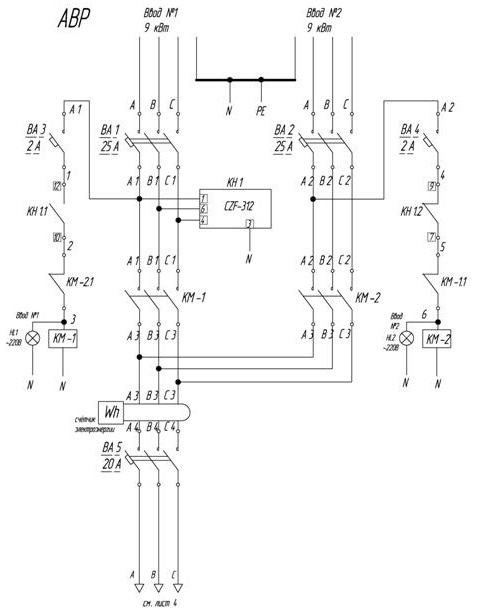 АВР
Ввод №1
9 кВт
Ввод №2
9 кВт
N
PE
A
B
C
A
B
C
A 1
A 2
ВА 3
2 А
ВА 1
25 А
ВА 2
25 А
ВА 4
2 А
1
12
A 1
B 1
C 1
КН 1
CZF-312
1
6
4
3
N
A 2
B 2
C 2
4
9
КН 1.1
10
2
КН 1.2
7
5
A 1
B 1
C 1
A 2
B 2
C 2
КМ-2.1
КМ-1
КМ-2
КМ-1.1
Ввод №1
HL1
~220В
3
КМ-1
N
N
A 3
B 3
C 3
A 3
B 3
C 3
Ввод
№2
HL2
~220В
6
КМ-2
N
N
A 3
B 3
C 3
Wh
счётчик
электроэнергии
A 4
B 4
C 4
ВА 5
20 А
A
B
C
см. лист 4